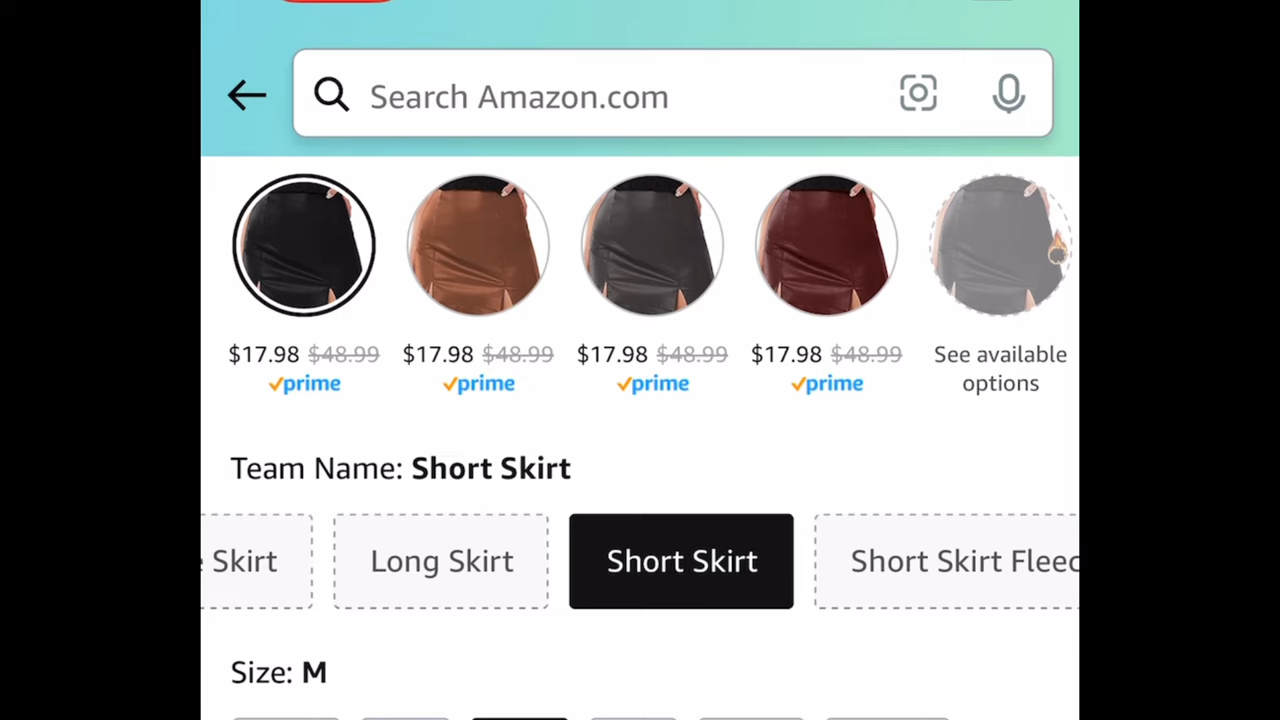 Search Amazon.com
$17.98 $48.99 $17.98 $48.99 $17.98 $48.99 $17.98 $48.99 See available
prime prime prime prime options
Team Name: Short Skirt
Skirt Long Skirt Short Skirt Short Skirt Fleec
Size: M